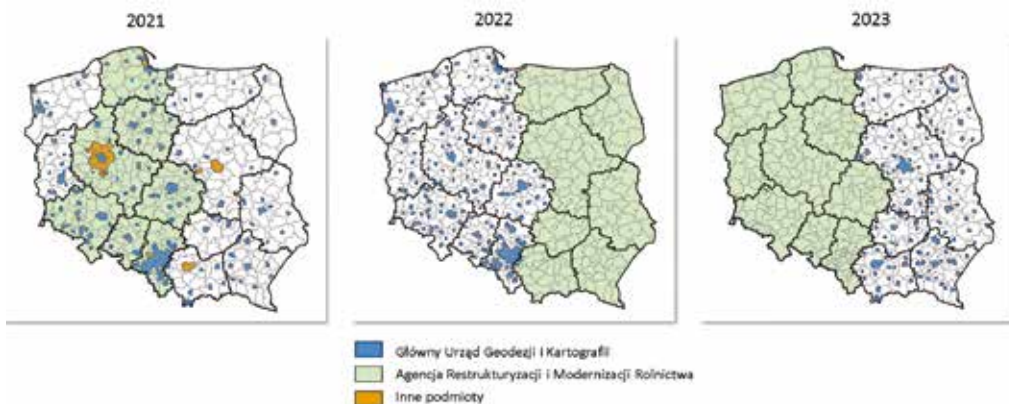 2021
2022
2023
Główny Urząd Geodezji i Kartografii
Agencja Restrukturyzacji i Modernizacji Rolnictwa
Inne podmioty